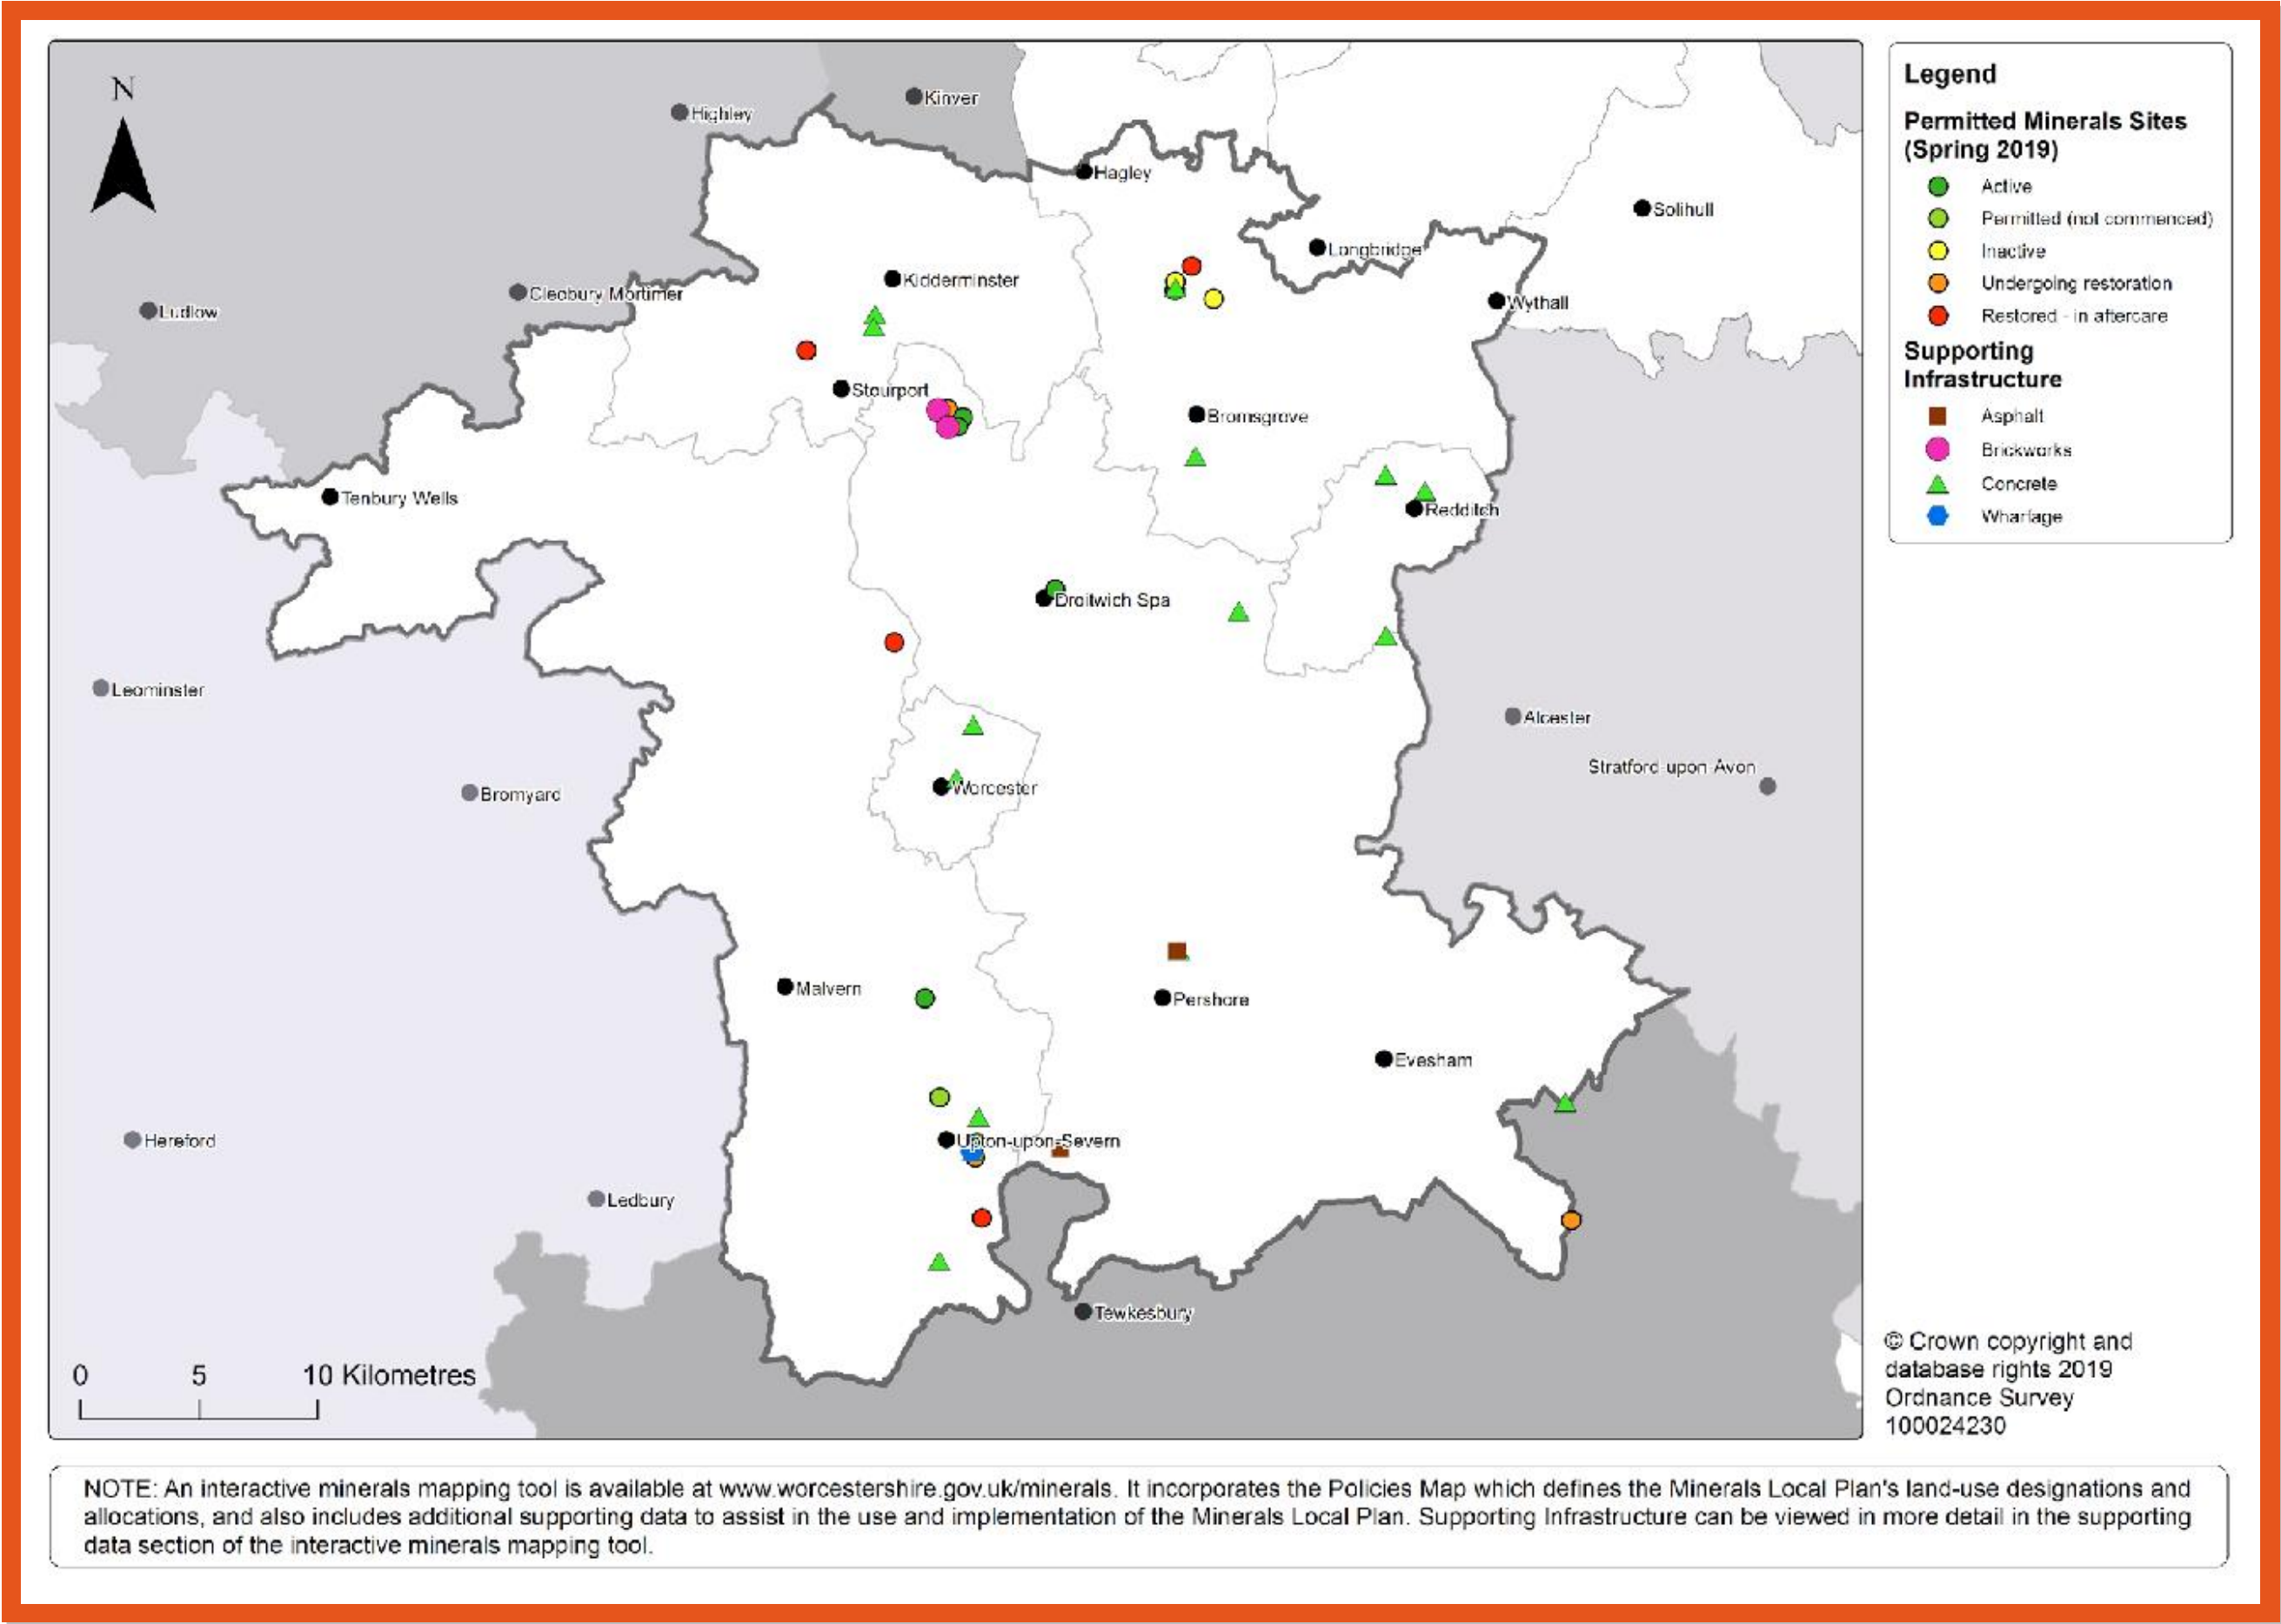 N
Kinver
Highley
Hagley
Solihull
Longbridge
Kidderminster
Cleobury Mortimer
Wythall
Ludlow
Stourport
Bromsgrove
Tenbury Wells
Redditch
Droitwich Spa
Leominster
Alcester
Stratford-upon-Avon
Worcester
Bromyard
Malvern
Pershore
Evesham
Hereford
Upton-upon-Severn
Ledbury
Tewkesbury
0 5 10 Kilometres
Legend
Permitted Minerals Sites
(Spring 2019)
Active
Permitted (not commenced)
Inactive
Undergoing restoration
Restored - in aftercare
Supporting
Infrastructure
Asphalt
Brickworks
Concrete
Wharfage
© Crown copyright and
database rights 2019
Ordnance Survey
100024230
NOTE: An interactive minerals mapping tool is available at www.worcestershire.gov.uk/minerals. It incorporates the Policies Map which defines the Minerals Local Plan's land-use designations and
allocations, and also includes additional supporting data to assist in the use and implementation of the Minerals Local Plan. Supporting Infrastructure can be viewed in more detail in the supporting
data section of the interactive minerals mapping tool.